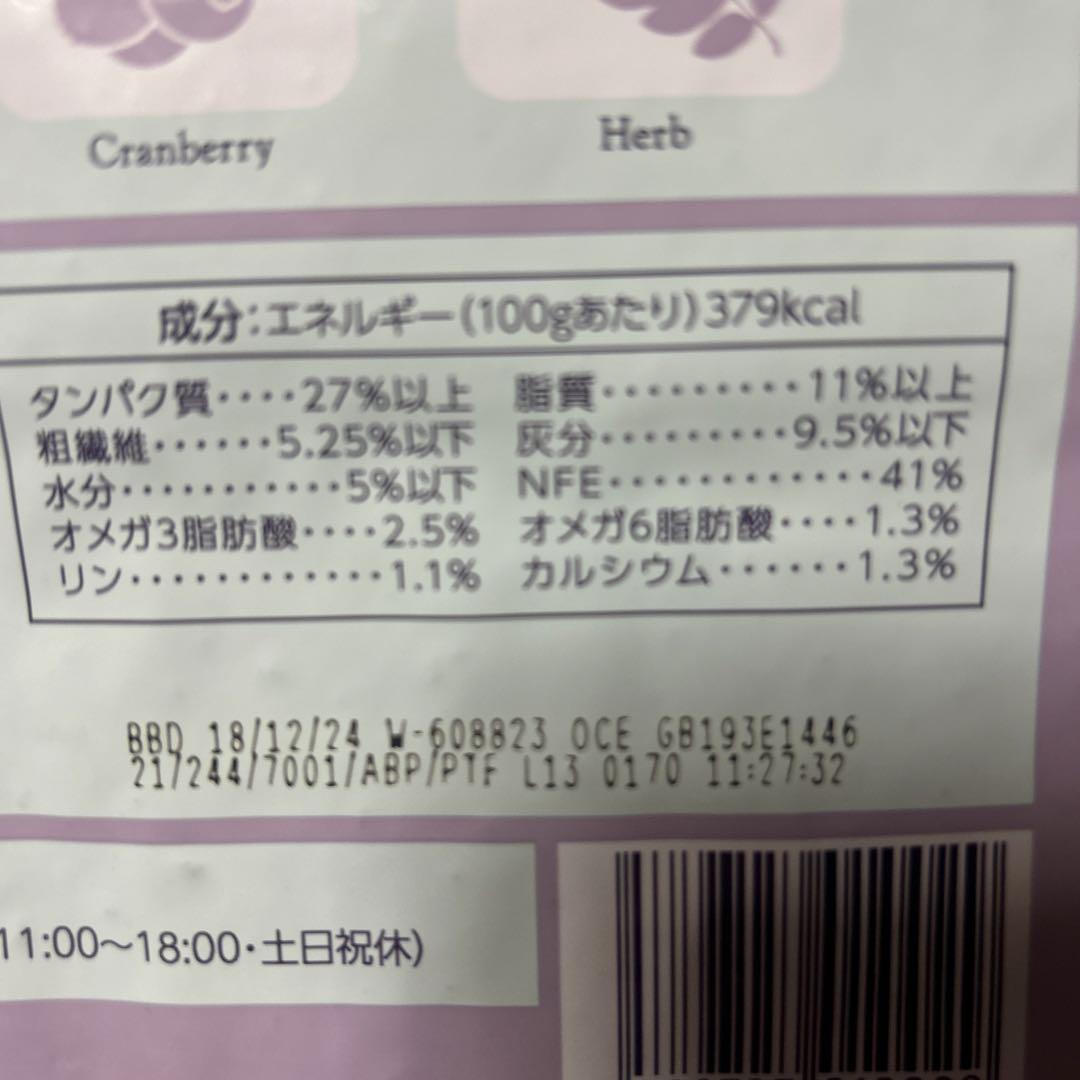 Cranberry
Herb
成分:エネルギー(100gあたり)379kcal
タンパク質････27%以上 脂質･････････11%以上
粗繊維･･････5.25%以下 灰分･････････9.5%以下
水分･･･････････5%以下 NFE････････････41%
オメガ3脂肪酸････2.5% オメガ6脂肪酸････1.3%
リン････････････1.1% カルシウム･･････1.3%
BBD 18/12/24 W-608823 OCE GB193E1446
21/244/7001/ABP/PTF L13 0170 11:27:32
11:00〜18:00･土日祝休)